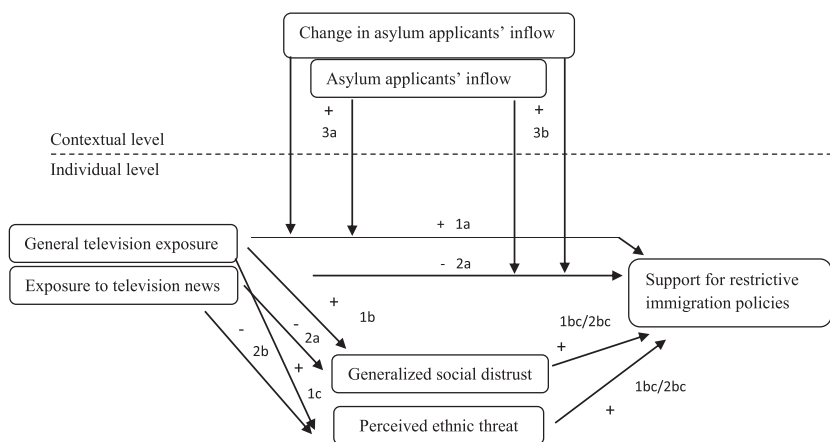 Change in asylum applicants’ inflow
Asylum applicants’ inflow
+
3a
+
3b
Contextual level
Individual level
+ 1a
General television exposure
- 2a
Exposure to television news
Support for restrictive
immigration policies
+
1b
-
2a
-
2b
+
1c
1bc/2bc
+
Generalized social distrust
1bc/2bc
+
Perceived ethnic threat